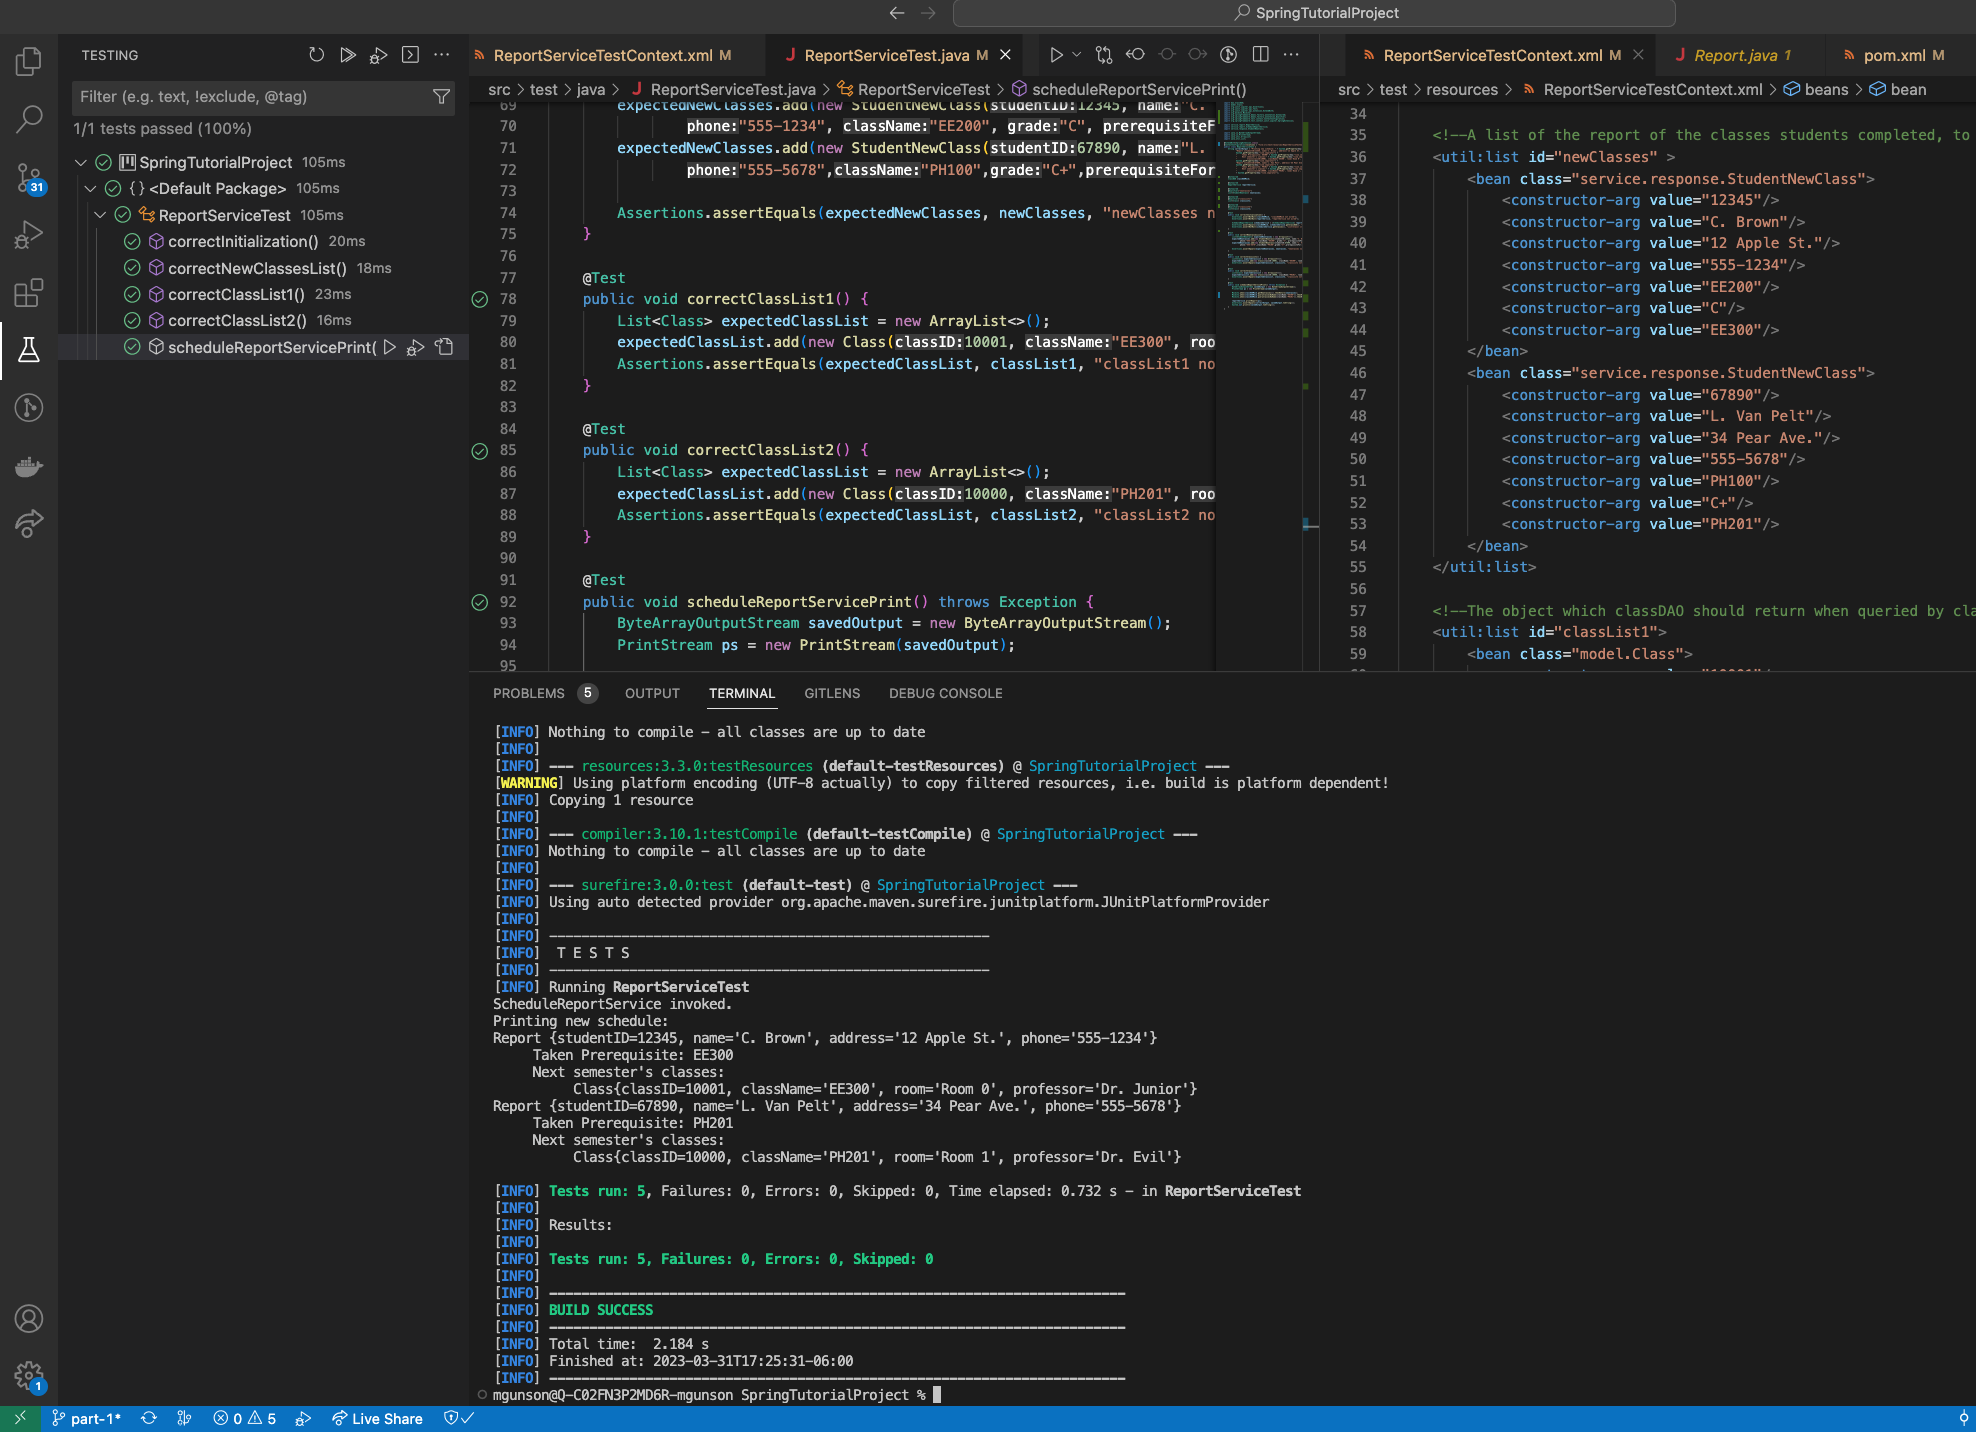 SpringTutorialProject
TESTING
Filter (e.g. text, !exclude, @tag)
1/1 tests passed (100%)
SpringTutorialProject 105ms
{} <Default Package> 105ms
ReportServiceTest 105ms
correctInitialization() 20ms
correctNewClassesList() 18ms
correctClassList1() 23ms
correctClassList2() 16ms
scheduleReportServicePrint(
31
1
ReportServiceTestContext.xml M
ReportServiceTest.java M
src > test > java > ReportServiceTest.java > ReportServiceTest > scheduleReportServicePrint()
69 expectedNewClasses.add(new StudentNewClass(studentID:12345, name:"C.
70 phone:"555-1234", className:"EE200", grade:"C", prerequisiteF
71 expectedNewClasses.add(new StudentNewClass(studentID:67890, name:"L.
72 phone:"555-5678",className:"PH100",grade:"C+",prerequisiteFor
73
74 Assertions.assertEquals(expectedNewClasses, newClasses, "newClasses n
75 }
76
77 @Test
78 public void correctClassList1() {
79 List<Class> expectedClassList = new ArrayList<>();
80 expectedClassList.add(new Class(classID:10001, className:"EE300", roo
81 Assertions.assertEquals(expectedClassList, classList1, "classList1 no
82 }
83
84 @Test
85 public void correctClassList2() {
86 List<Class> expectedClassList = new ArrayList<>();
87 expectedClassList.add(new Class(classID:10000, className:"PH201", roo
88 Assertions.assertEquals(expectedClassList, classList2, "classList2 no
89 }
90
91 @Test
92 public void scheduleReportServicePrint() throws Exception {
93 ByteArrayOutputStream savedOutput = new ByteArrayOutputStream();
94 PrintStream ps = new PrintStream(savedOutput);
95
ReportServiceTestContext.xml M
Report.java 1
pom.xml M
src > test > resources > ReportServiceTestContext.xml > beans > bean
34
35 <!--A list of the report of the classes students completed, to
36 <util:list id="newClasses" >
37 <bean class="service.response.StudentNewClass">
38 <constructor-arg value="12345"/>
39 <constructor-arg value="C. Brown"/>
40 <constructor-arg value="12 Apple St."/>
41 <constructor-arg value="555-1234"/>
42 <constructor-arg value="EE200"/>
43 <constructor-arg value="C"/>
44 <constructor-arg value="EE300"/>
45 </bean>
46 <bean class="service.response.StudentNewClass">
47 <constructor-arg value="67890"/>
48 <constructor-arg value="L. Van Pelt"/>
49 <constructor-arg value="34 Pear Ave."/>
50 <constructor-arg value="555-5678"/>
51 <constructor-arg value="PH100"/>
52 <constructor-arg value="C+"/>
53 <constructor-arg value="PH201"/>
54 </bean>
55 </util:list>
56
57 <!--The object which classDAO should return when queried by cla
58 <util:list id="classList1">
59 <bean class="model.Class">
PROBLEMS 5 OUTPUT TERMINAL GITLENS DEBUG CONSOLE
[INFO] Nothing to compile - all classes are up to date
[INFO]
[INFO] --- resources:3.3.0:testResources (default-testResources) @ SpringTutorialProject ---
[WARNING] Using platform encoding (UTF-8 actually) to copy filtered resources, i.e. build is platform dependent!
[INFO] Copying 1 resource
[INFO]
[INFO] --- compiler:3.10.1:testCompile (default-testCompile) @ SpringTutorialProject ---
[INFO] Nothing to compile - all classes are up to date
[INFO]
[INFO] --- surefire:3.0.0:test (default-test) @ SpringTutorialProject ---
[INFO] Using auto detected provider org.apache.maven.surefire.junitplatform.JUnitPlatformProvider
[INFO]
[INFO] -------------------------------------------------------
[INFO] T E S T S
[INFO] -------------------------------------------------------
[INFO] Running ReportServiceTest
ScheduleReportService invoked.
Printing new schedule:
Report {studentID=12345, name='C. Brown', address='12 Apple St.', phone='555-1234'}
Taken Prerequisite: EE300
Next semester's classes:
Class{classID=10001, className='EE300', room='Room 0', professor='Dr. Junior'}
Report {studentID=67890, name='L. Van Pelt', address='34 Pear Ave.', phone='555-5678'}
Taken Prerequisite: PH201
Next semester's classes:
Class{classID=10000, className='PH201', room='Room 1', professor='Dr. Evil'}
[INFO] Tests run: 5, Failures: 0, Errors: 0, Skipped: 0, Time elapsed: 0.732 s - in ReportServiceTest
[INFO]
[INFO] Results:
[INFO]
[INFO] Tests run: 5, Failures: 0, Errors: 0, Skipped: 0
[INFO]
[INFO] ------------------------------------------------------------------------
[INFO] BUILD SUCCESS
[INFO] ------------------------------------------------------------------------
[INFO] Total time:  2.184 s
[INFO] Finished at: 2023-03-31T17:25:31-06:00
[INFO] ------------------------------------------------------------------------
mgunson@Q-C02FN3P2MD6R-mgunson SpringTutorialProject %
part-1* 0 5 Live Share